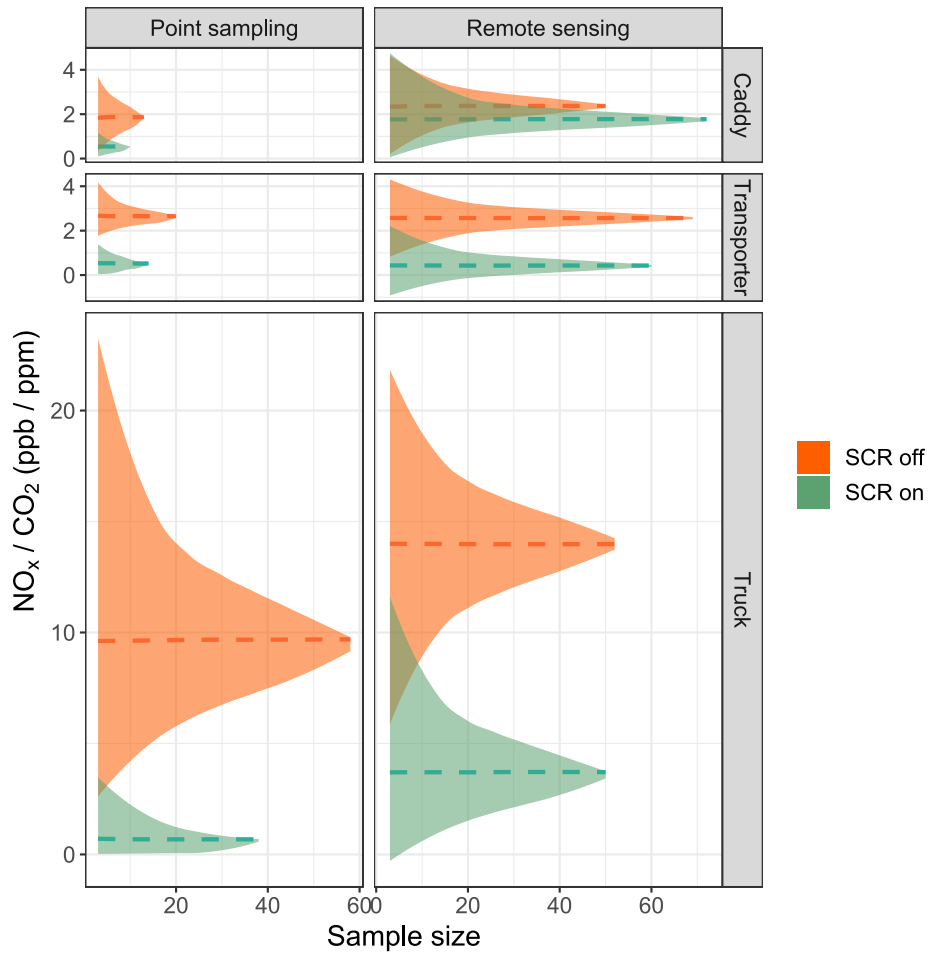 Point sampling
Remote sensing
4
2
0
Caddy
4
2
0
Transporter
20
10
0
Truck
NOx / CO2 (ppb / ppm)
20
40
60
0
20
40
60
Sample size
SCR off
SCR on